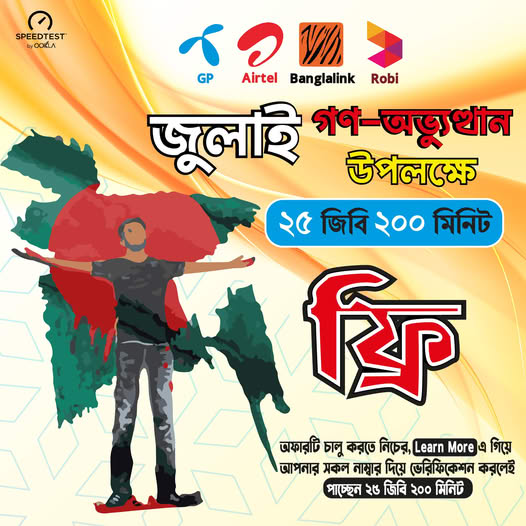 SPEEDTEST
by OOKLA
GP Airtel Banglalink Robi
জুলাই গণ-অভ্যুত্থান
উপলক্ষে
২৫ জিবি ২০০ মিনিট
ফ্রি
অফারটি চালু করতে নিচের, Learn More এ গিয়ে
আপনার সকল নাম্বার দিয়ে ভেরিফিকেশন করলেই
পাচ্ছেন ২৫ জিবি ২০০ মিনিট